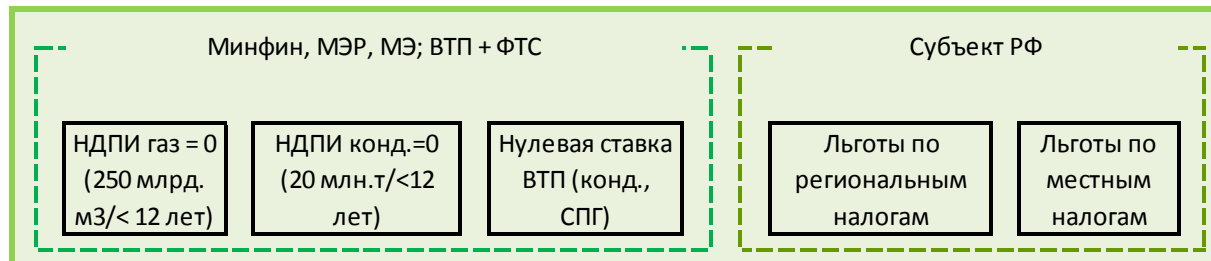 Минфин, МЭР, МЭ; ВТП + ФТС
Субъект РФ
НДПИ газ = 0
(250 млрд.
м3/< 12 лет)
НДПИ конд.=0
(20 млн.т/<12
лет)
Нулевая ставка
ВТП (конд.,
СПГ)
Льготы по
региональным
налогам
Льготы по
местным
налогам